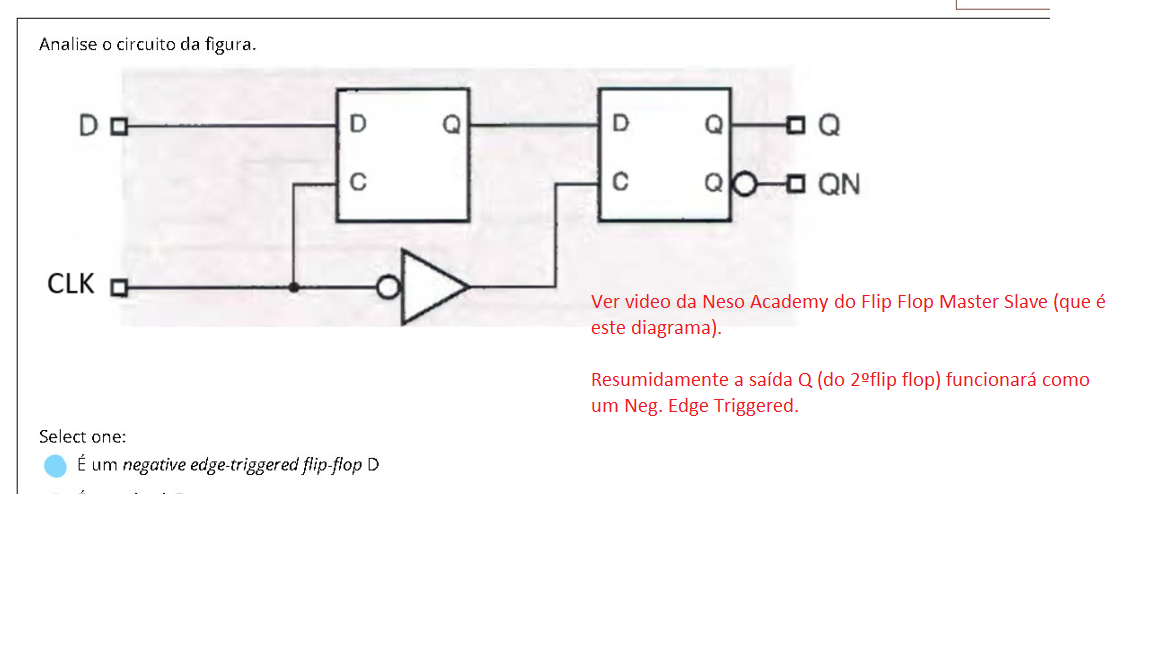 Analise o circuito da figura.
D
D
Q
D
Q
Q
C
C
Q
QN
CLK
Ver video da Neso Academy do Flip Flop Master Slave (que é
este diagrama).
Resumidamente a saída Q (do 2ºflip flop) funcionará como
um Neg. Edge Triggered.
Select one:
É um negative edge-triggered flip-flop D